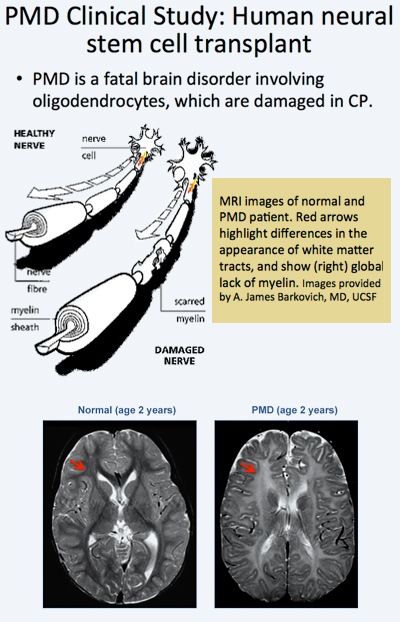 PMD Clinical Study: Human neural
stem cell transplant
• PMD is a fatal brain disorder involving
oligodendrocytes, which are damaged in CP.
HEALTHY
NERVE
nerve
cell
nerve
fibre
myelin
sheath
scarred
myelin
DAMAGED
NERVE
MRI images of normal and
PMD patient. Red arrows
highlight differences in the
appearance of white matter
tracts, and show (right) global
lack of myelin. Images provided
by A. James Barkovich, MD, UCSF
Normal (age 2 years)
PMD (age 2 years)